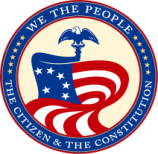 WE THE PEOPLE
THE CITIZEN & THE CONSTITUTION